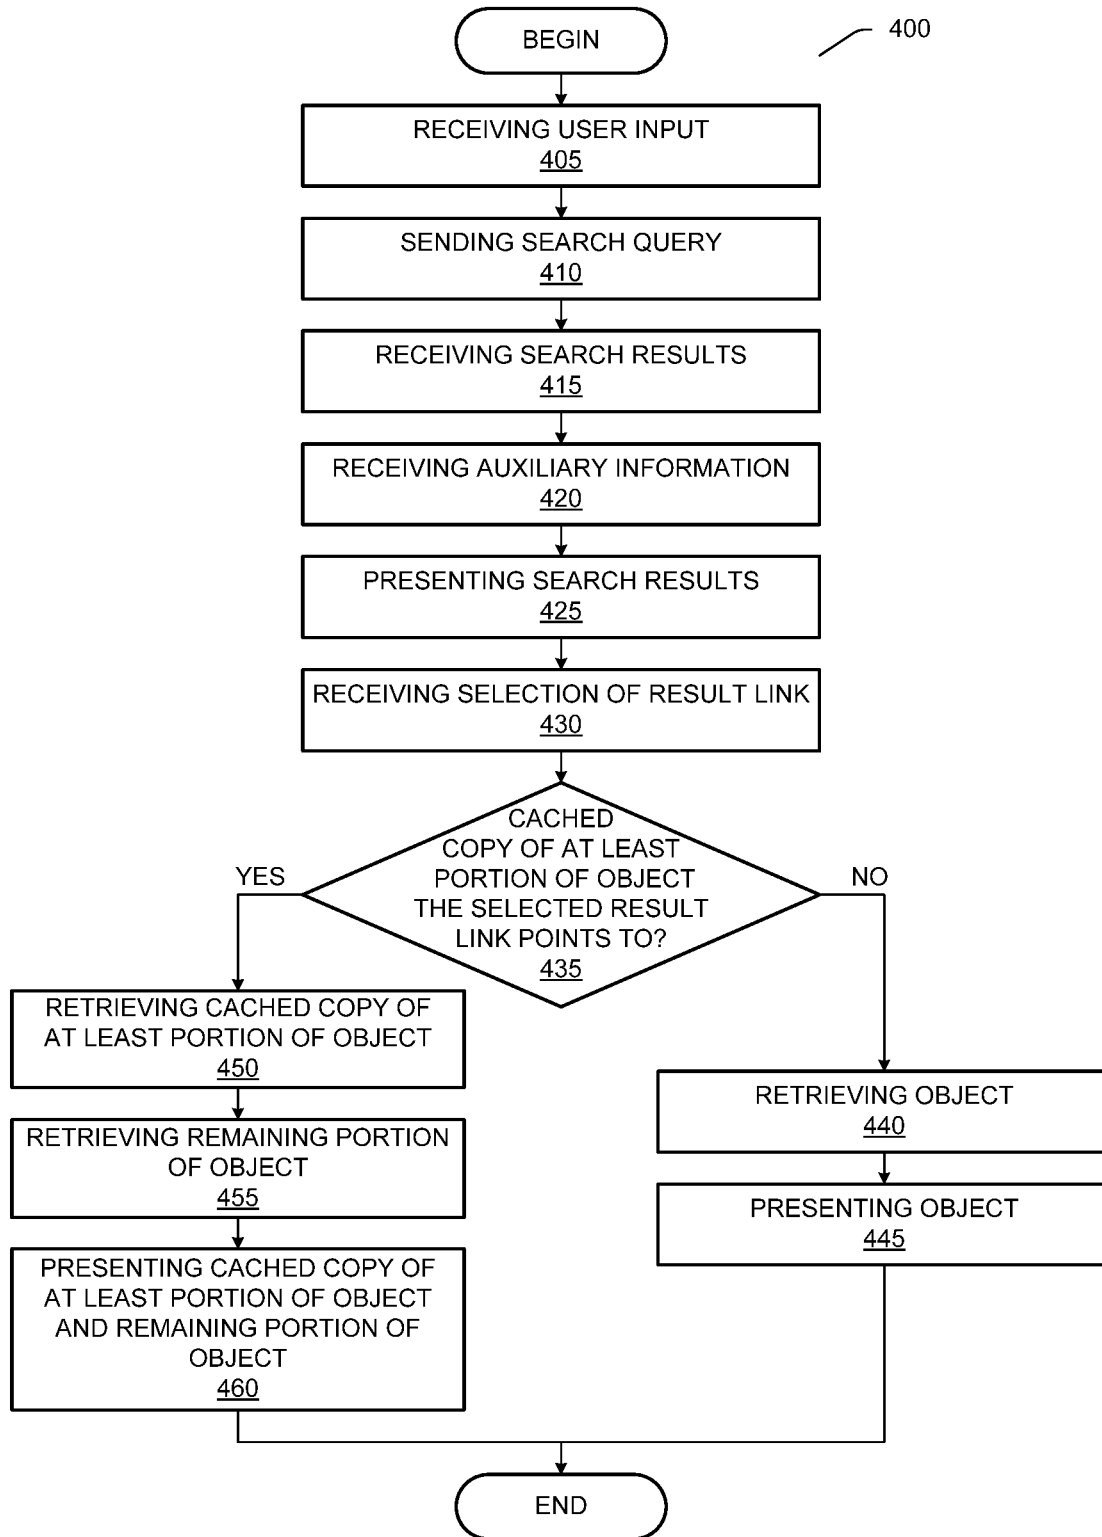 BEGIN
400
RECEIVING USER INPUT
405
SENDING SEARCH QUERY
410
RECEIVING SEARCH RESULTS
415
RECEIVING AUXILIARY INFORMATION
420
PRESENTING SEARCH RESULTS
425
RECEIVING SELECTION OF RESULT LINK
430
CACHED
COPY OF AT LEAST
PORTION OF OBJECT
THE SELECTED RESULT
LINK POINTS TO?
435
YES
NO
RETRIEVING CACHED COPY OF
AT LEAST PORTION OF OBJECT
450
RETRIEVING REMAINING PORTION
OF OBJECT
455
PRESENTING CACHED COPY OF
AT LEAST PORTION OF OBJECT
AND REMAINING PORTION OF
OBJECT
460
RETRIEVING OBJECT
440
PRESENTING OBJECT
445
END